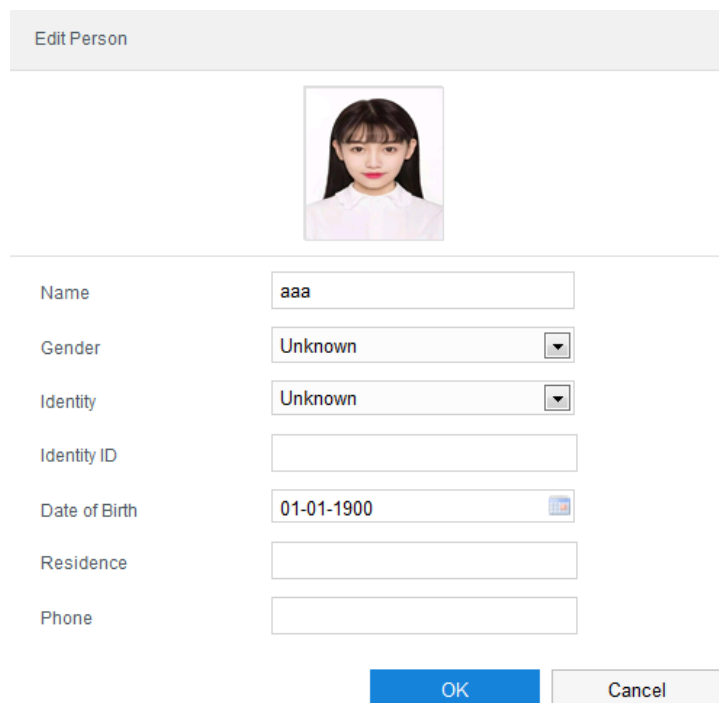 Edit Person
Name aaa
Gender Unknown
Identity Unknown
Identity ID
Date of Birth 01-01-1900
Residence
Phone
OK Cancel